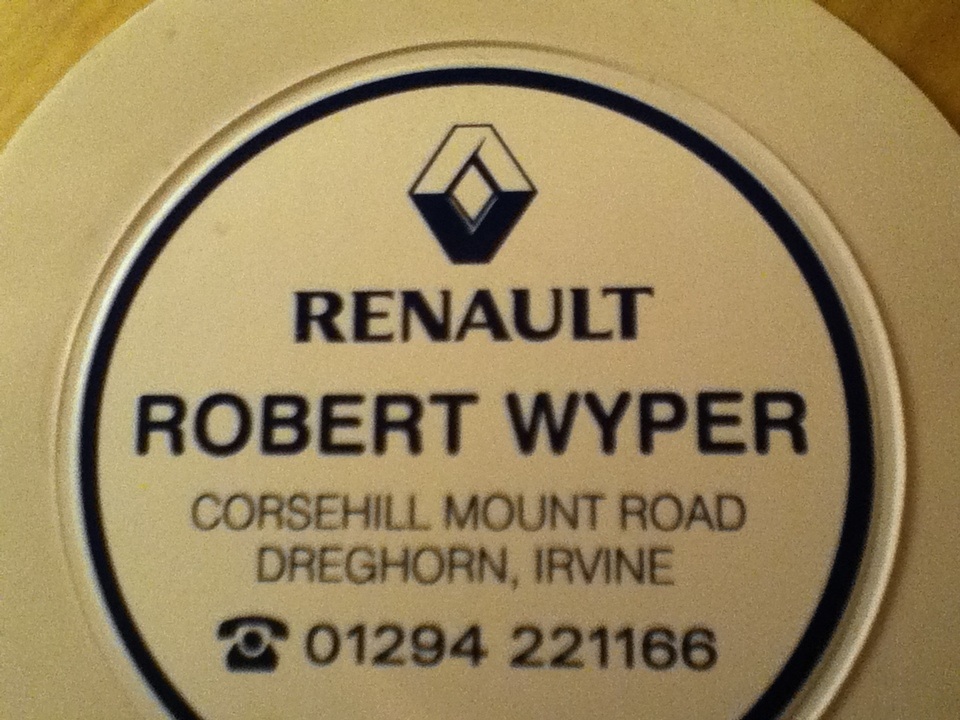 RENAULT
ROBERT WYPER
CORSEHILL MOUNT ROAD
DREGHORN, IRVINE
☎ 01294 221166